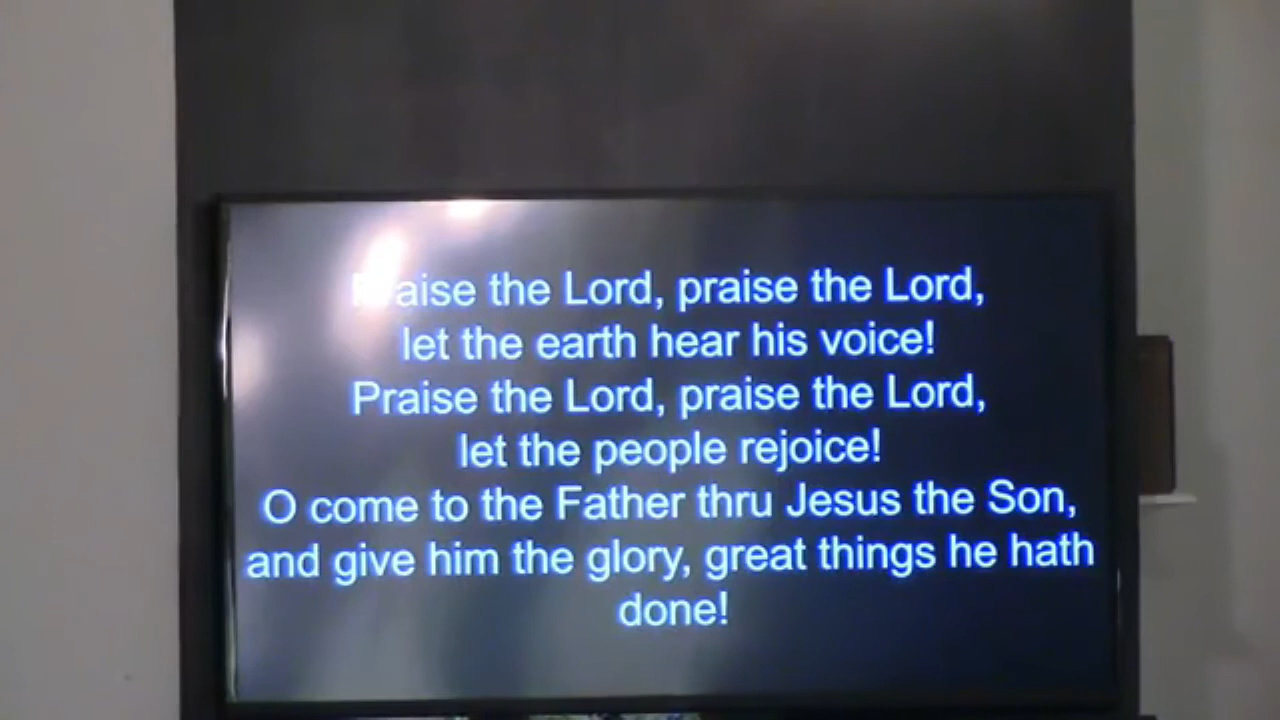 Praise the Lord, praise the Lord,
let the earth hear his voice!
Praise the Lord, praise the Lord,
let the people rejoice!
O come to the Father thru Jesus the Son,
and give him the glory, great things he hath
done!